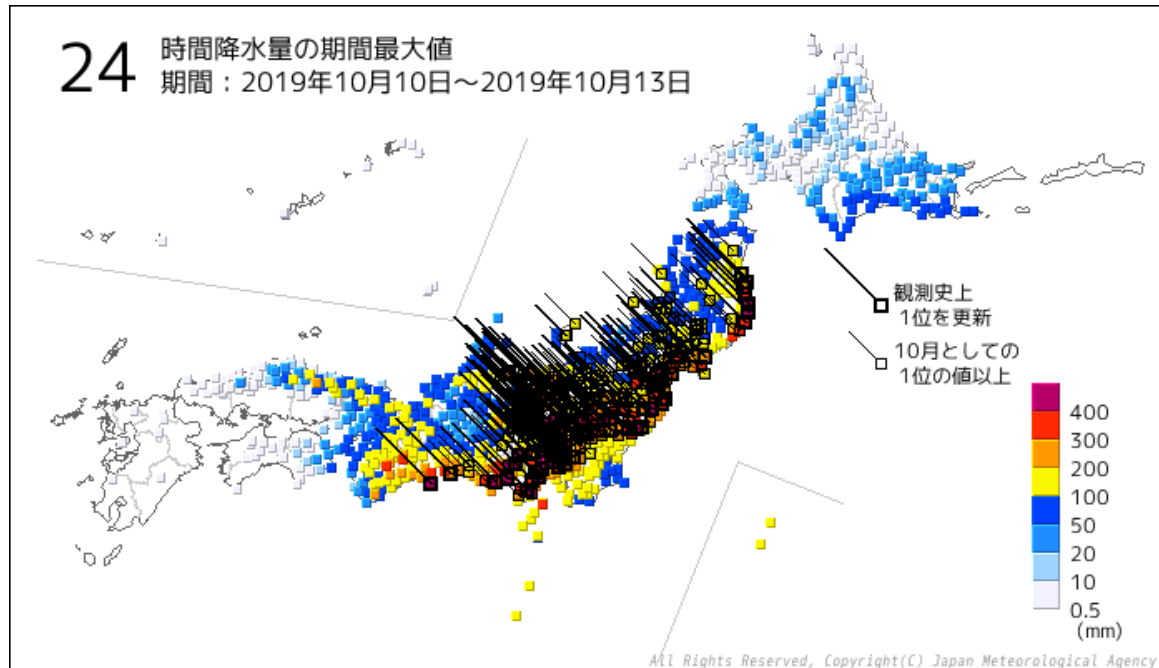 24
時間降水量の期間最大値
期間：2019年10月10日～2019年10月13日
観測史上
1位を更新
10月としての
1位の値以上
400
300
200
100
50
20
10
0.5
(mm)
All Rights Reserved, Copyright(C) Japan Meteorological Agency